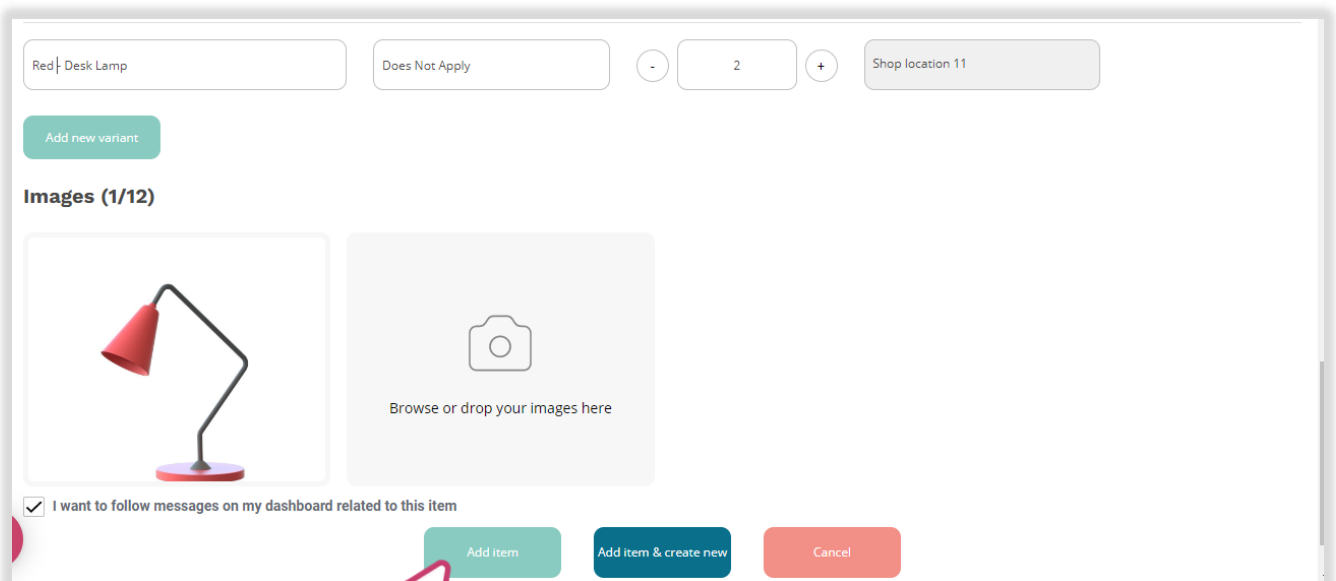 Red - Desk Lamp
Does Not Apply
-
2
+
Shop location 11
Add new variant
Images (1/12)
Browse or drop your images here
I want to follow messages on my dashboard related to this item
Add item
Add item & create new
Cancel